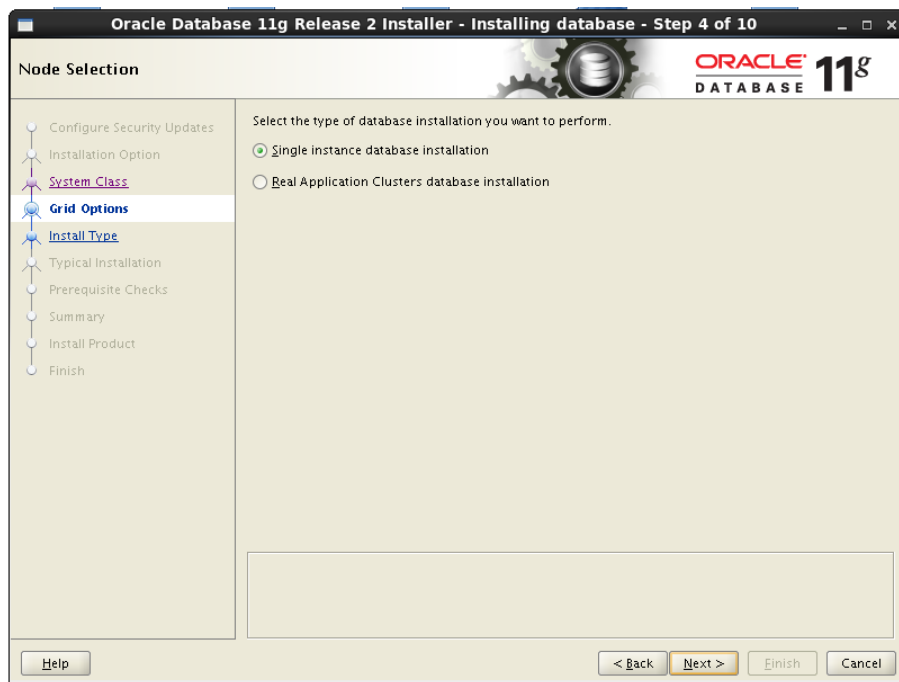 Oracle Database 11g Release 2 Installer - Installing database - Step 4 of 10
Node Selection
ORACLE
DATABASE
11g
Configure Security Updates
Installation Option
System Class
Grid Options
Install Type
Typical Installation
Prerequisite Checks
Summary
Install Product
Finish
Select the type of database installation you want to perform.
Single instance database installation
Real Application Clusters database installation
Help
< Back
Next >
Finish
Cancel